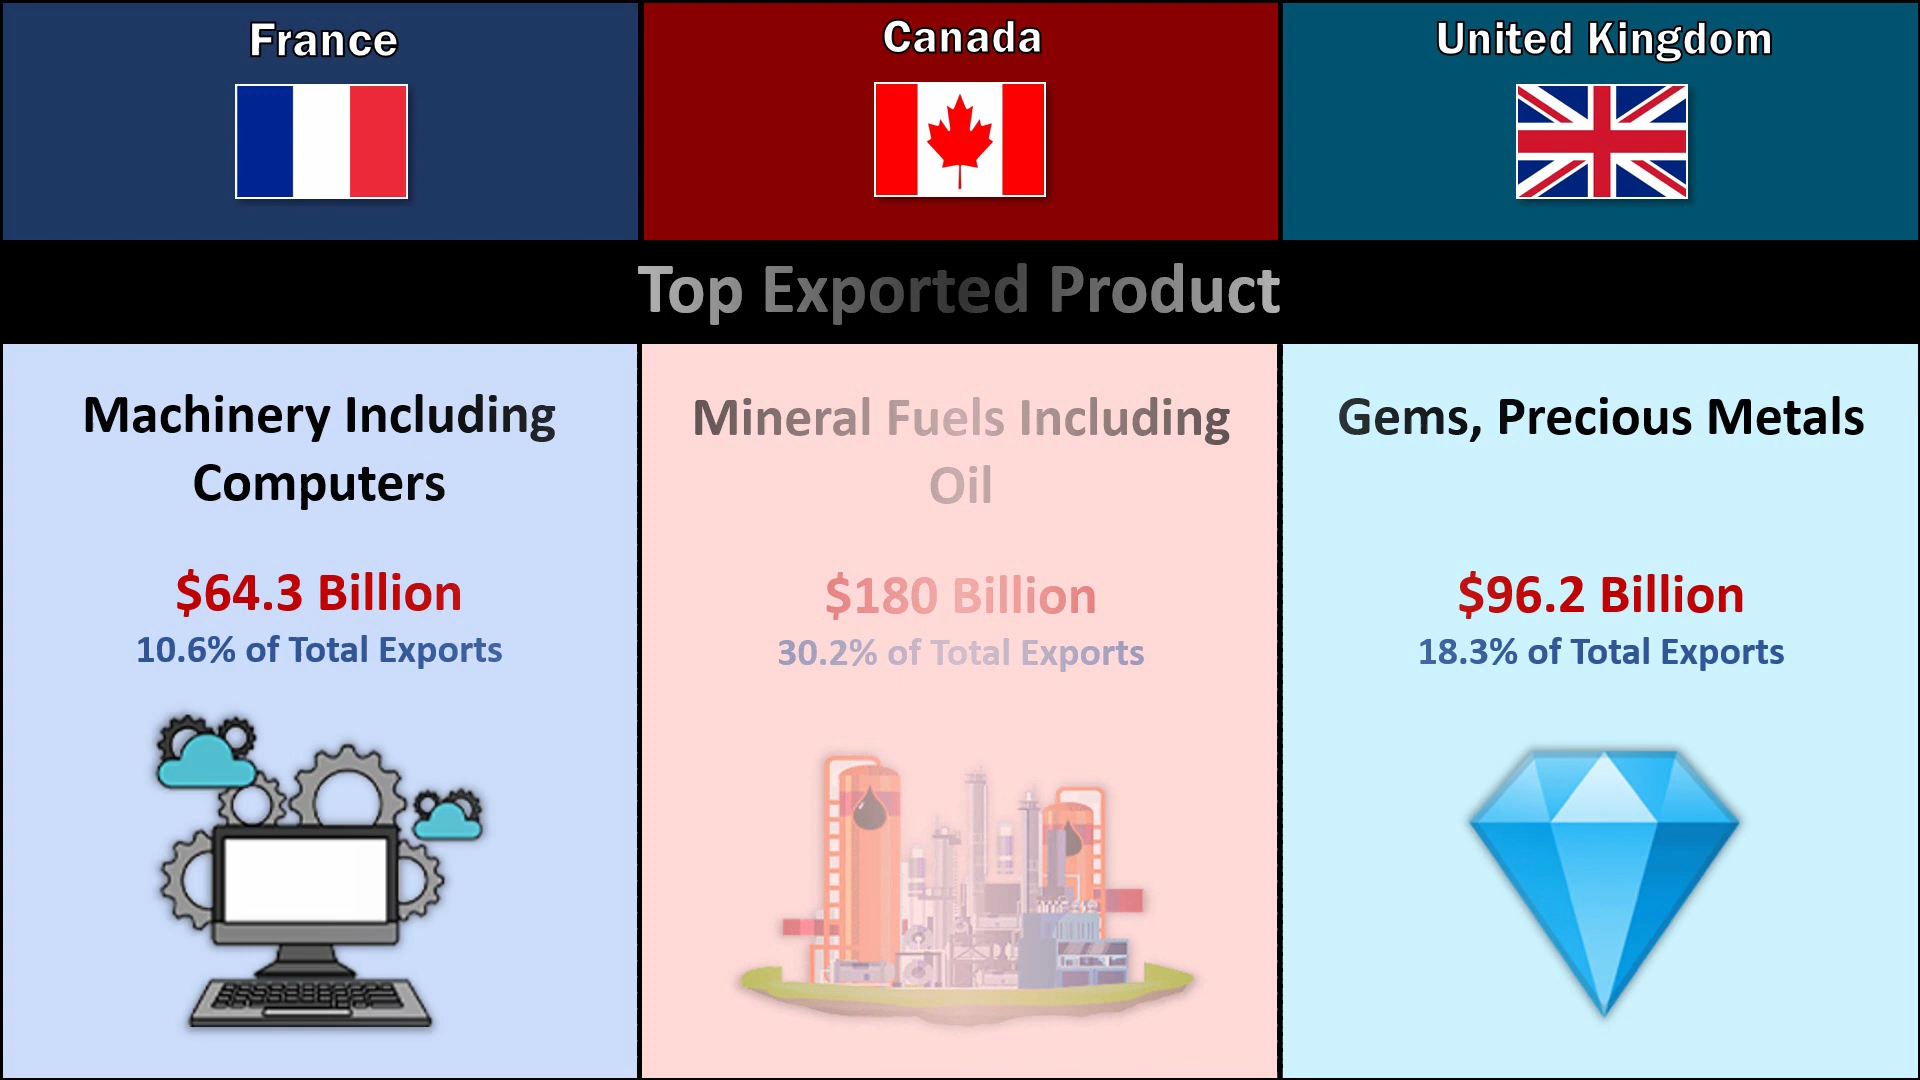 France
Canada
United Kingdom
Top Exported Product
Machinery Including
Computers
$64.3 Billion
10.6% of Total Exports
Mineral Fuels Including
Oil
$180 Billion
30.2% of Total Exports
Gems, Precious Metals
$96.2 Billion
18.3% of Total Exports